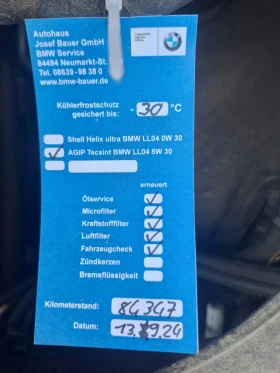 Autohaus
Josef Bauer GmbH
BMW Service
84494 Neumarkt-St.
Tel. 08639-98 38 0
www.bmw-bauer.de
Kühlerfrostschutz
gesichert bis: -30 °C
Shell Helix ultra BMW LL04 0W 30
✓ AGIP Tecsint BMW LL04 5W 30
erneuert
Ölservice ✓
Microfilter ✓
Kraftstofffilter ✓
Luftfilter ✓
Fahrzeugcheck ✓
Zündkerzen
Bremsflüssigkeit
Kilometerstand: 84347
Datum: 13.9.24